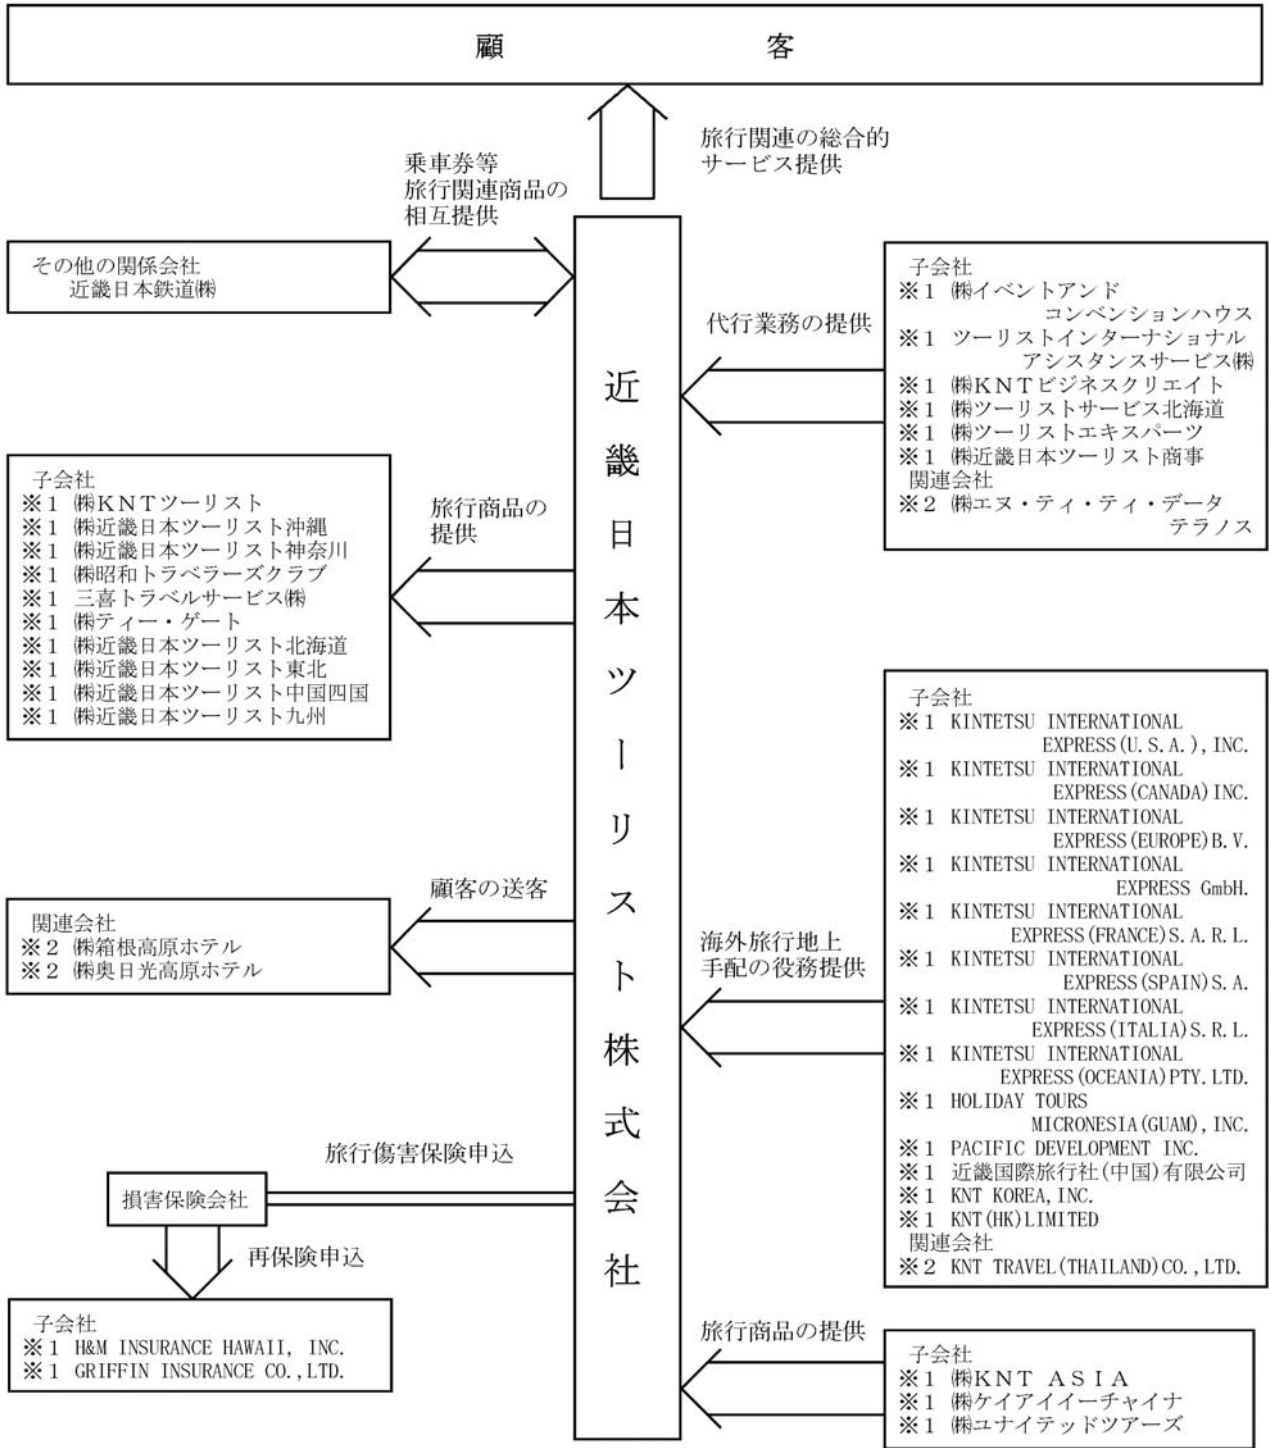 顧客
旅行関連の総合的
サービス提供
乗車券等
旅行関連商品の
相互提供
その他の関係会社
近畿日本鉄道㈱
近畿日本ツーリスト株式会社
代行業務の提供
子会社
※1 ㈱イベントアンド
コンベンションハウス
※1 ツーリストインターナショナル
アシスタンスサービス㈱
※1 ㈱KNTビジネスクリエイト
※1 ㈱ツーリストサービス北海道
※1 ㈱ツーリストエキスパーツ
※1 ㈱近畿日本ツーリスト商事
関連会社
※2 ㈱エヌ・ティ・ティ・データ
テラノス
旅行商品の
提供
子会社
※1 ㈱KNTツーリスト
※1 ㈱近畿日本ツーリスト沖縄
※1 ㈱近畿日本ツーリスト神奈川
※1 ㈱昭和トラベラーズクラブ
※1 三喜トラベルサービス㈱
※1 ㈱ティー・ゲート
※1 ㈱近畿日本ツーリスト北海道
※1 ㈱近畿日本ツーリスト東北
※1 ㈱近畿日本ツーリスト中国四国
※1 ㈱近畿日本ツーリスト九州
顧客の送客
関連会社
※2 ㈱箱根高原ホテル
※2 ㈱奥日光高原ホテル
海外旅行地上
手配の役務提供
子会社
※1 KINTETSU INTERNATIONAL
EXPRESS(U.S.A.),INC.
※1 KINTETSU INTERNATIONAL
EXPRESS(CANADA)INC.
※1 KINTETSU INTERNATIONAL
EXPRESS(EUROPE)B.V.
※1 KINTETSU INTERNATIONAL
EXPRESS GmbH.
※1 KINTETSU INTERNATIONAL
EXPRESS(FRANCE)S.A.R.L.
※1 KINTETSU INTERNATIONAL
EXPRESS(SPAIN)S.A.
※1 KINTETSU INTERNATIONAL
EXPRESS(ITALIA)S.R.L.
※1 KINTETSU INTERNATIONAL
EXPRESS(OCEANIA)PTY.LTD.
※1 HOLIDAY TOURS
MICRONESIA(GUAM),INC.
※1 PACIFIC DEVELOPMENT INC.
※1 近畿国際旅行社(中国)有限公司
※1 KNT KOREA,INC.
※1 KNT(HK)LIMITED
関連会社
※2 KNT TRAVEL(THAILAND)CO.,LTD.
旅行傷害保険申込
損害保険会社
再保険申込
子会社
※1 H&M INSURANCE HAWAII, INC.
※1 GRIFFIN INSURANCE CO.,LTD.
旅行商品の提供
子会社
※1 ㈱KNT ASIA
※1 ㈱ケイアイイーチャイナ
※1 ㈱ユナイテッドツアーズ